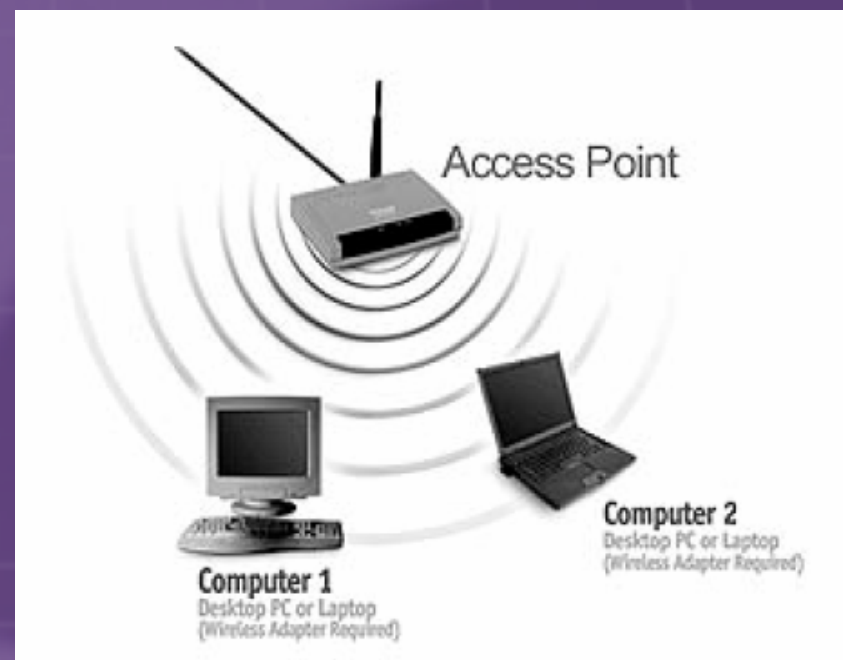 Access Point
Computer 2
Desktop PC or Laptop
(Wireless Adapter Required)
Computer 1
Desktop PC or Laptop
(Wireless Adapter Required)